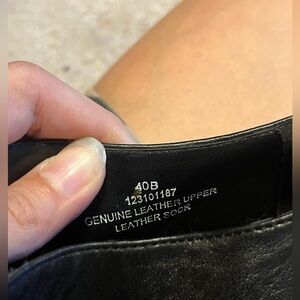 40B
123101187
GENUINE LEATHER UPPER
LEATHER SOCK